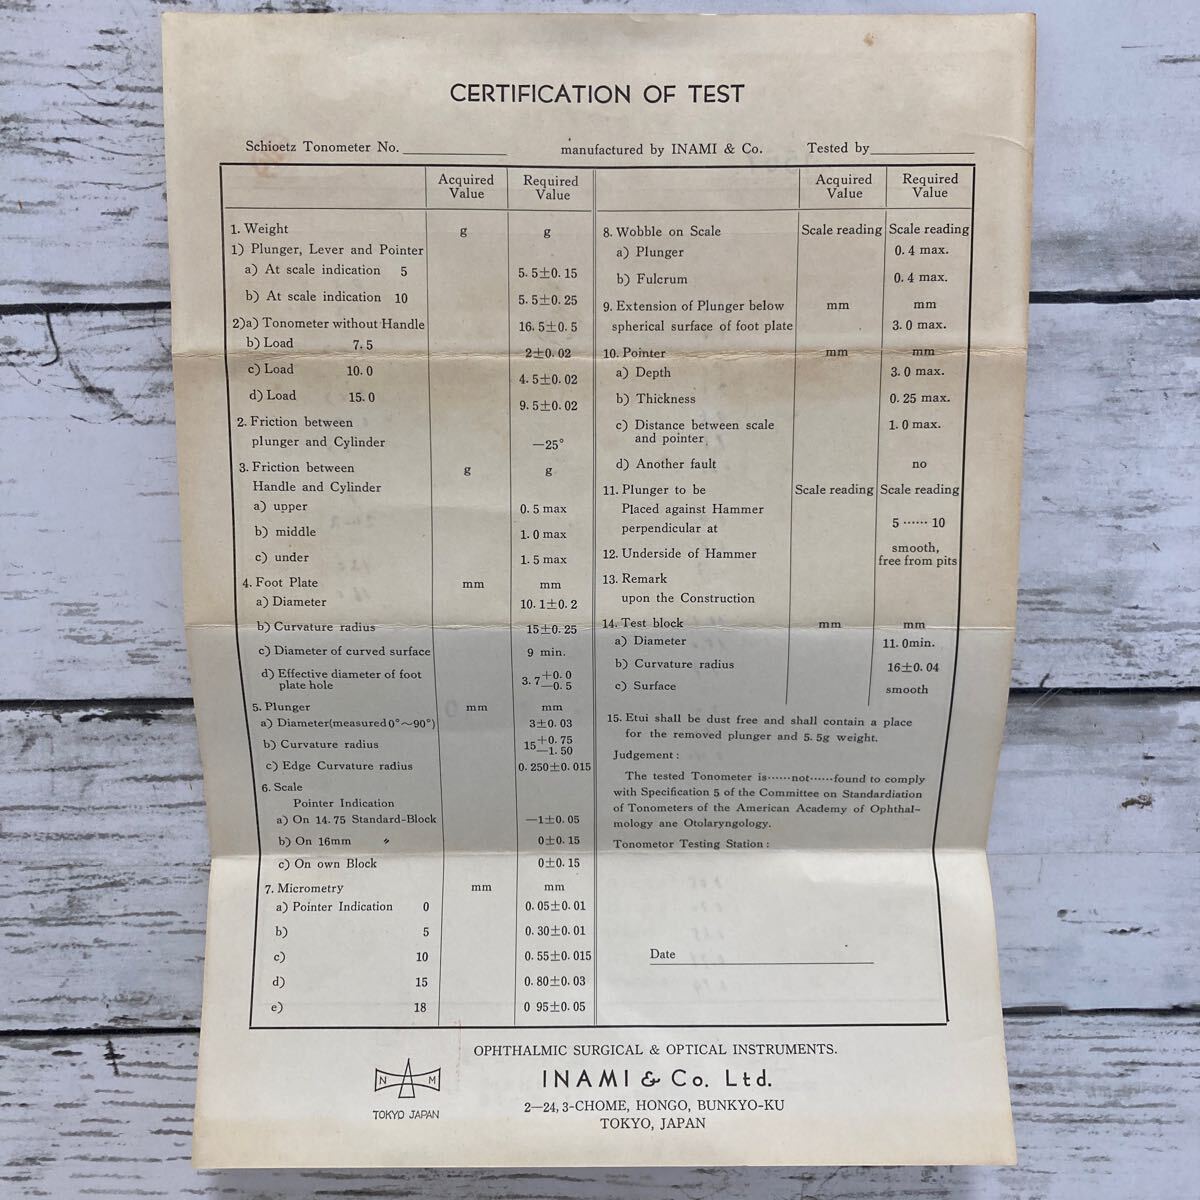 CERTIFICATION OF TEST
Schioetz Tonometer No. manufactured by INAMI & Co. Tested by
Acquired Value Required Value
1. Weight g g
1) Plunger, Lever and Pointer
a) At scale indication 5 5.5±0.15
b) At scale indication 10 5.5±0.25
2)a) Tonometer without Handle 16.5±0.5
b) Load 7.5 2±0.02
c) Load 10.0 4.5±0.02
d) Load 15.0 9.5±0.02
2. Friction between
plunger and Cylinder —25°
3. Friction between g g
Handle and Cylinder
a) upper 0.5 max
b) middle 1.0 max
c) under 1.5 max
4. Foot Plate mm mm
a) Diameter 10.1±0.2
b) Curvature radius 15±0.25
c) Diameter of curved surface 9 min.
d) Effective diameter of foot plate hole 3.7+0.0 —0.5
5. Plunger mm mm
a) Diameter(measured 0°～90°) 3±0.03
b) Curvature radius 15+0.75 —1.50
c) Edge Curvature radius 0.250±0.015
6. Scale
Pointer Indication
a) On 14.75 Standard-Block —1±0.05
b) On 16mm 〃 0±0.15
c) On own Block 0±0.15
7. Micrometry mm mm
a) Pointer Indication 0 0.05±0.01
b) 5 0.30±0.01
c) 10 0.55±0.015
d) 15 0.80±0.03
e) 18 0 95±0.05
Acquired Value Required Value
8. Wobble on Scale Scale reading Scale reading
a) Plunger 0.4 max.
b) Fulcrum 0.4 max.
9. Extension of Plunger below mm mm
spherical surface of foot plate 3.0 max.
10. Pointer mm mm
a) Depth 3.0 max.
b) Thickness 0.25 max.
c) Distance between scale 1.0 max.
and pointer
d) Another fault no
11. Plunger to be Scale reading Scale reading
Placed against Hammer
perpendicular at 5 …… 10
12. Underside of Hammer smooth, free from pits
13. Remark
upon the Construction
14. Test block mm mm
a) Diameter 11.0min.
b) Curvature radius 16±0.04
c) Surface smooth
15. Etui shall be dust free and shall contain a place
for the removed plunger and 5.5g weight.
Judgement :
The tested Tonometer is……not……found to comply
with Specification 5 of the Committee on Standardiation
of Tonometers of the American Academy of Ophthal-
mology ane Otolaryngology.
Tonometor Testing Station :
Date
OPHTHALMIC SURGICAL & OPTICAL INSTRUMENTS.
INAMI & Co. Ltd.
2—24, 3-CHOME, HONGO, BUNKYO-KU
TOKYO, JAPAN
N M
TOKYO JAPAN